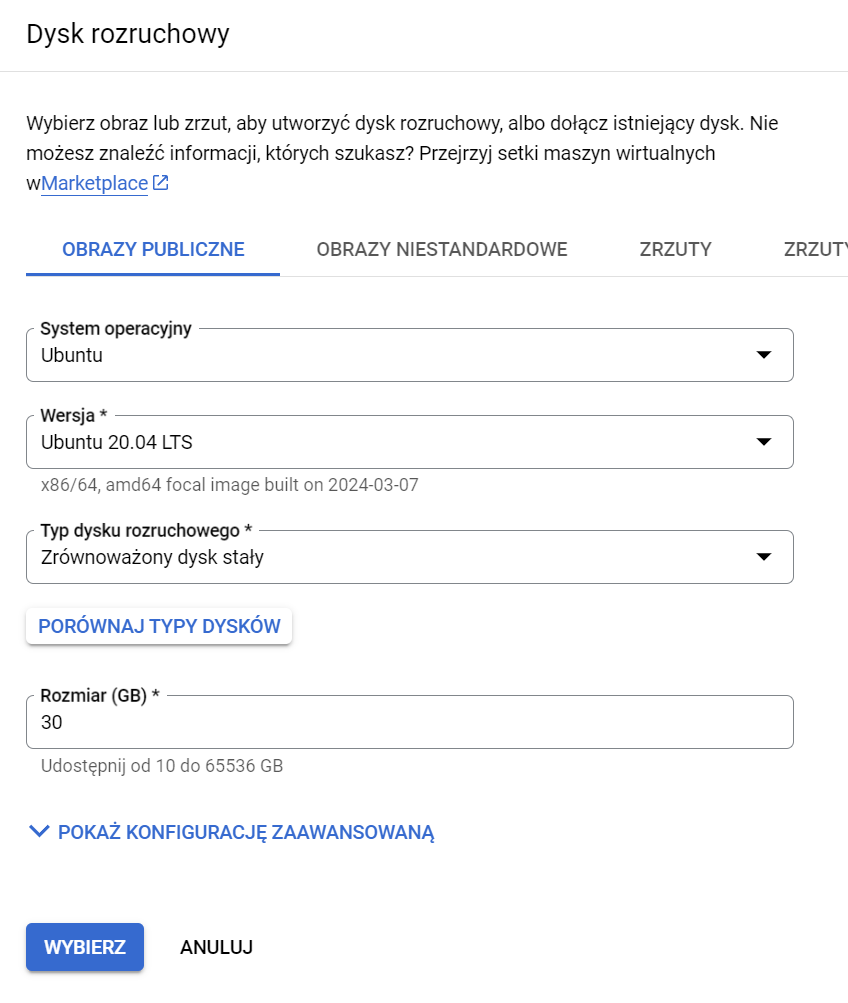 Dysk rozruchowy
Wybierz obraz lub zrzut, aby utworzyć dysk rozruchowy, albo dołącz istniejący dysk. Nie
możesz znaleźć informacji, których szukasz? Przejrzyj setki maszyn wirtualnych
wMarketplace
OBRAZY PUBLICZNE OBRAZY NIESTANDARDOWE ZRZUTY ZRZUTY
System operacyjny
Ubuntu
Wersja *
Ubuntu 20.04 LTS
x86/64, amd64 focal image built on 2024-03-07
Typ dysku rozruchowego *
Zrównoważony dysk stały
PORÓWNAJ TYPY DYSKÓW
Rozmiar (GB) *
30
Udostępnij od 10 do 65536 GB
POKAŻ KONFIGURACJĘ ZAAWANSOWANĄ
WYBIERZ ANULUJ